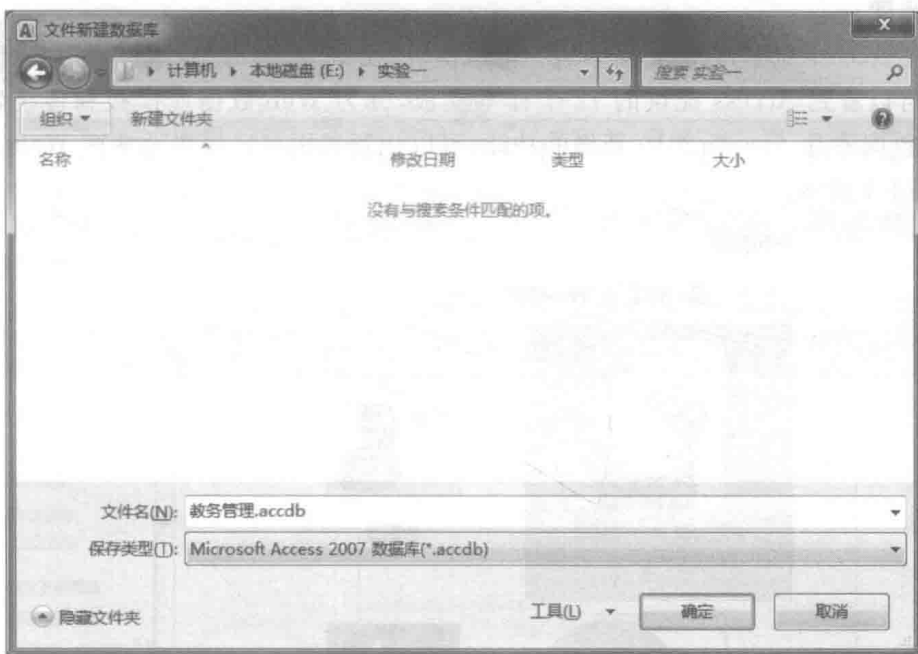 文件新建数据库
计算机 ▸ 本地磁盘 (E:) ▸ 实验一
搜索 实验一
组织 新建文件夹
名称 修改日期 类型 大小
没有与搜索条件匹配的项。
文件名(N): 教务管理.accdb
保存类型(T): Microsoft Access 2007 数据库(*.accdb)
隐藏文件夹 工具(L) 确定 取消